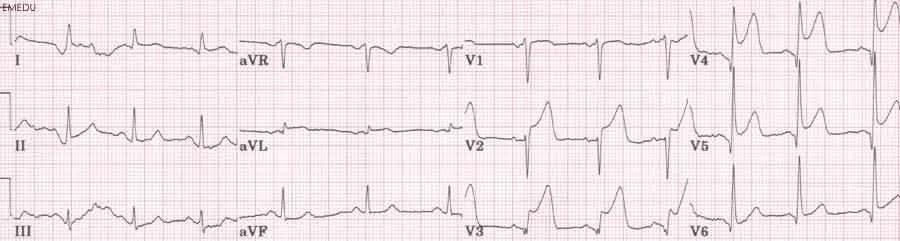 EMEDU
I aVR V1 V4
II aVL V2 V5
III aVF V3 V6